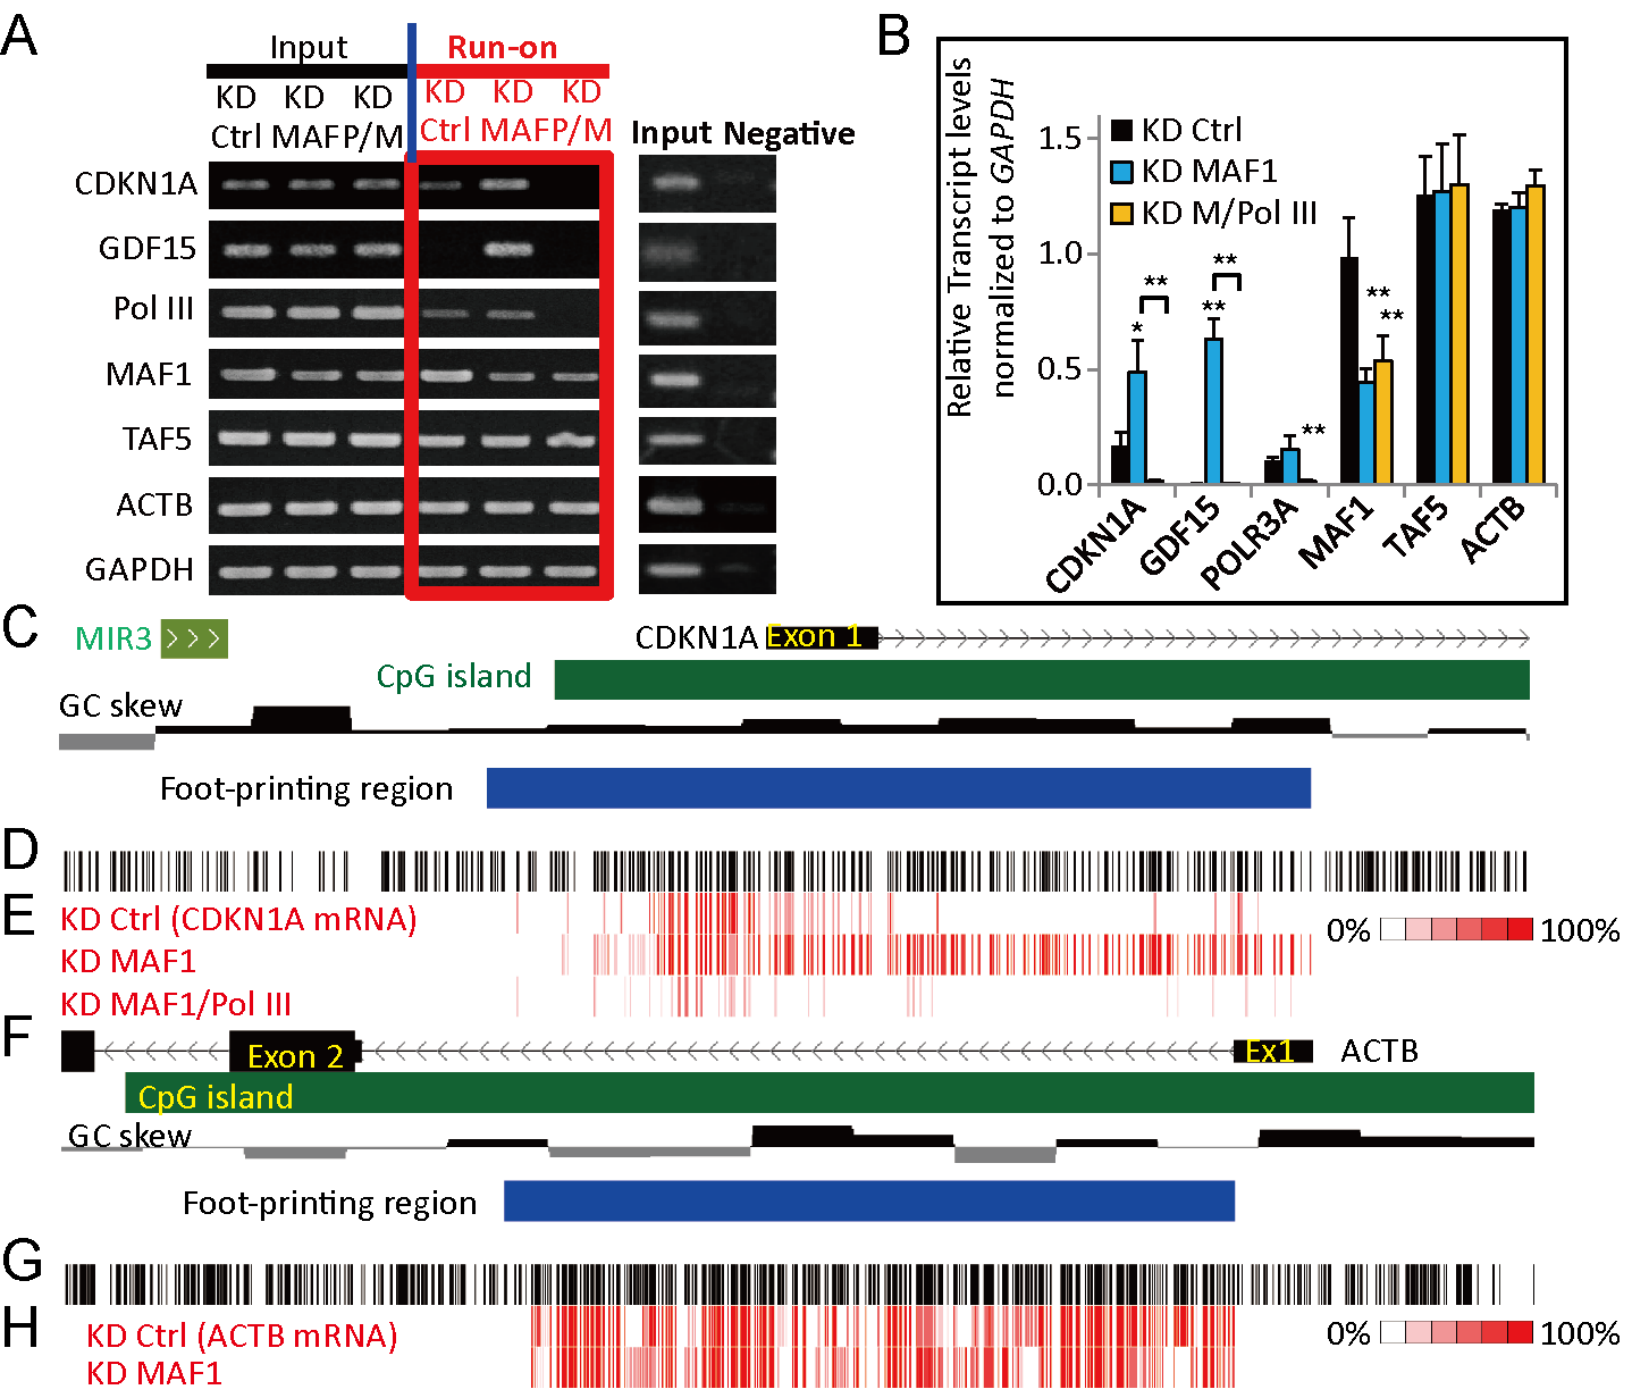 A
Input Run-on
KD KD KD KD KD KD
Ctrl MAF P/M Ctrl MAF P/M
Input Negative
CDKN1A
GDF15
Pol III
MAF1
TAF5
ACTB
GAPDH
B
Relative Transcript levels
normalized to GAPDH
1.5
1.0
0.5
0.0
KD Ctrl
KD MAF1
KD M/Pol III
**
*
**
**
**
**
**
CDKN1A GDF15 POLR3A MAF1 TAF5 ACTB
C
MIR3 CDKN1A Exon 1
CpG island
GC skew
Foot-printing region
D
E
KD Ctrl (CDKN1A mRNA) 0% 100%
KD MAF1
KD MAF1/Pol III
F
Exon 2 Ex1 ACTB
CpG island
GC skew
Foot-printing region
G
H
KD Ctrl (ACTB mRNA) 0% 100%
KD MAF1